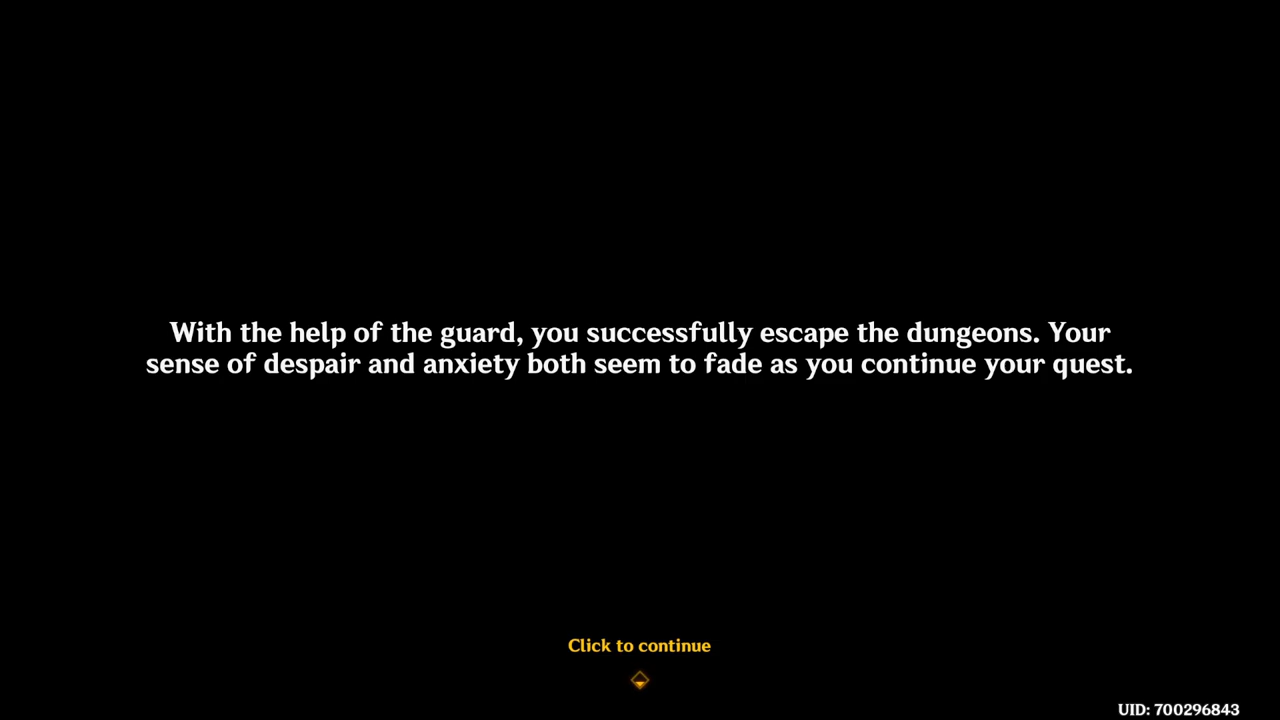 With the help of the guard, you successfully escape the dungeons. Your
sense of despair and anxiety both seem to fade as you continue your quest.
Click to continue
UID: 700296843